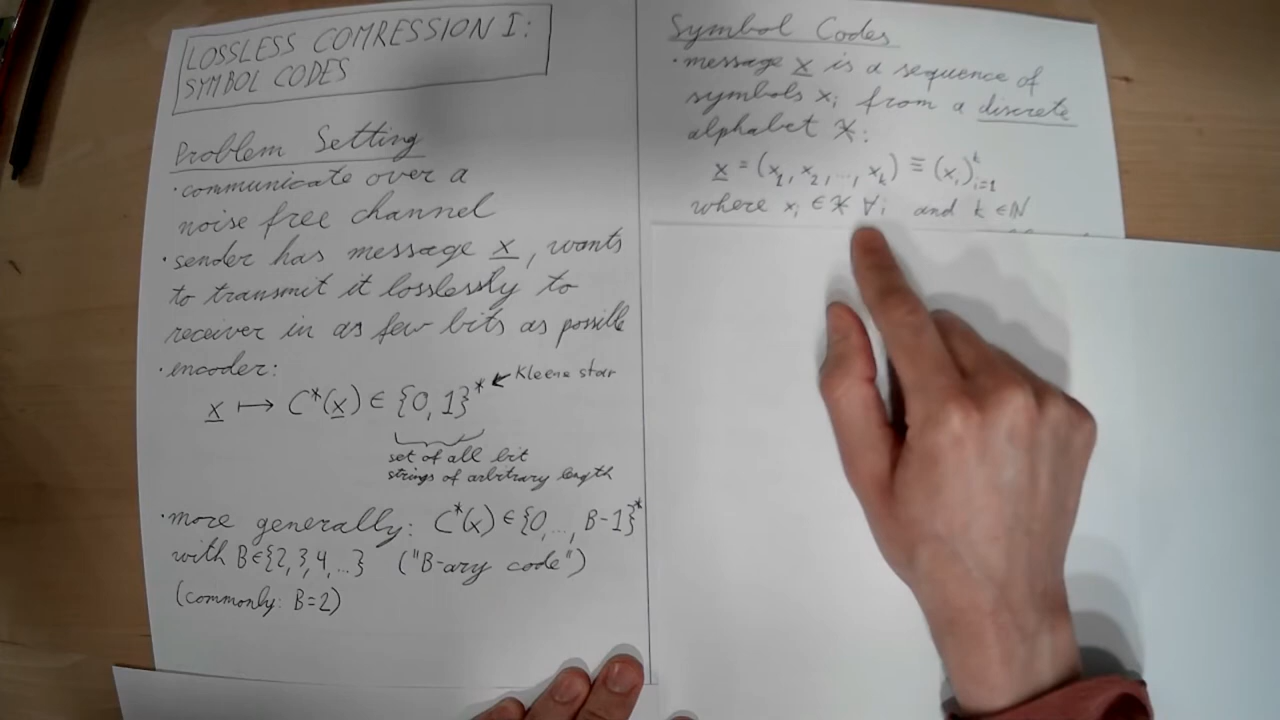 LOSSLESS COMRESSION I:
SYMBOL CODES
Problem Setting
·communicate over a
noise free channel
·sender has message x, wants
to transmit it losslessly to
receiver in as few bits as possible
·encoder:
x ↦ C*(x) ∈ {0,1}* ← Kleene star
set of all bit
strings of arbitrary length
·more generally: C*(x) ∈ {0,..., B-1}*
with B∈{2,3,4,...} ("B-ary code")
(commonly: B=2)
Symbol Codes
·message x is a sequence of
symbols xᵢ from a discrete
alphabet 𝔛:
x = (x₁, x₂, ..., xₖ) ≡ (xᵢ)ᵏᵢ₌₁
where xᵢ ∈ 𝔛 ∀i and k ∈ ℕ